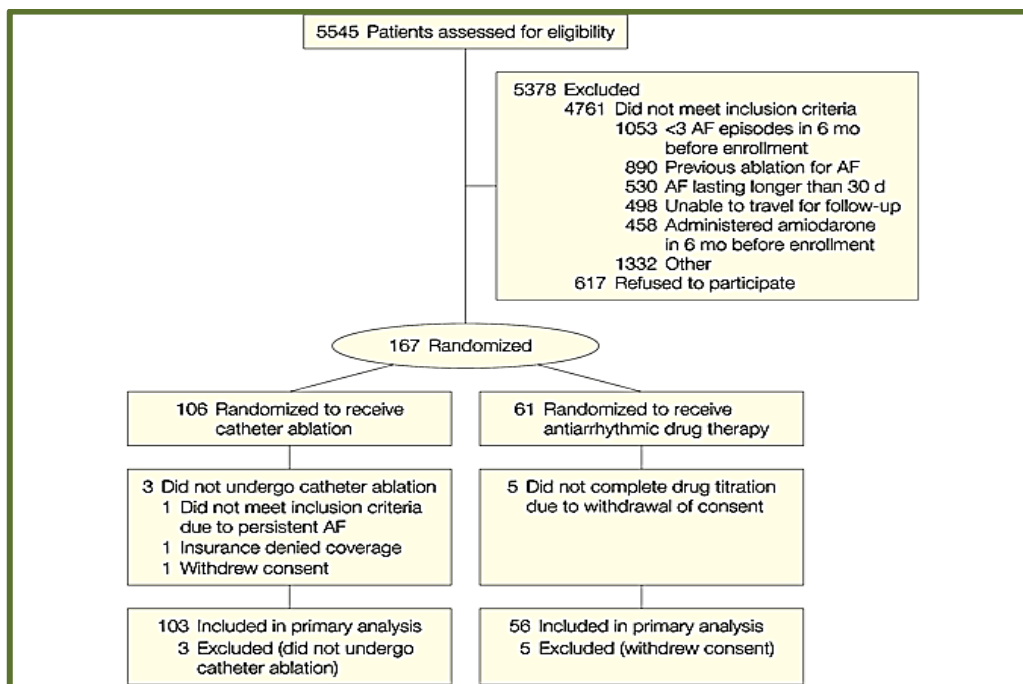 5545 Patients assessed for eligibility
5378 Excluded
4761 Did not meet inclusion criteria
1053 <3 AF episodes in 6 mo
before enrollment
890 Previous ablation for AF
530 AF lasting longer than 30 d
498 Unable to travel for follow-up
458 Administered amiodarone
in 6 mo before enrollment
1332 Other
617 Refused to participate
167 Randomized
106 Randomized to receive
catheter ablation
61 Randomized to receive
antiarrhythmic drug therapy
3 Did not undergo catheter ablation
1 Did not meet inclusion criteria
due to persistent AF
1 Insurance denied coverage
1 Withdrew consent
5 Did not complete drug titration
due to withdrawal of consent
103 Included in primary analysis
3 Excluded (did not undergo
catheter ablation)
56 Included in primary analysis
5 Excluded (withdrew consent)